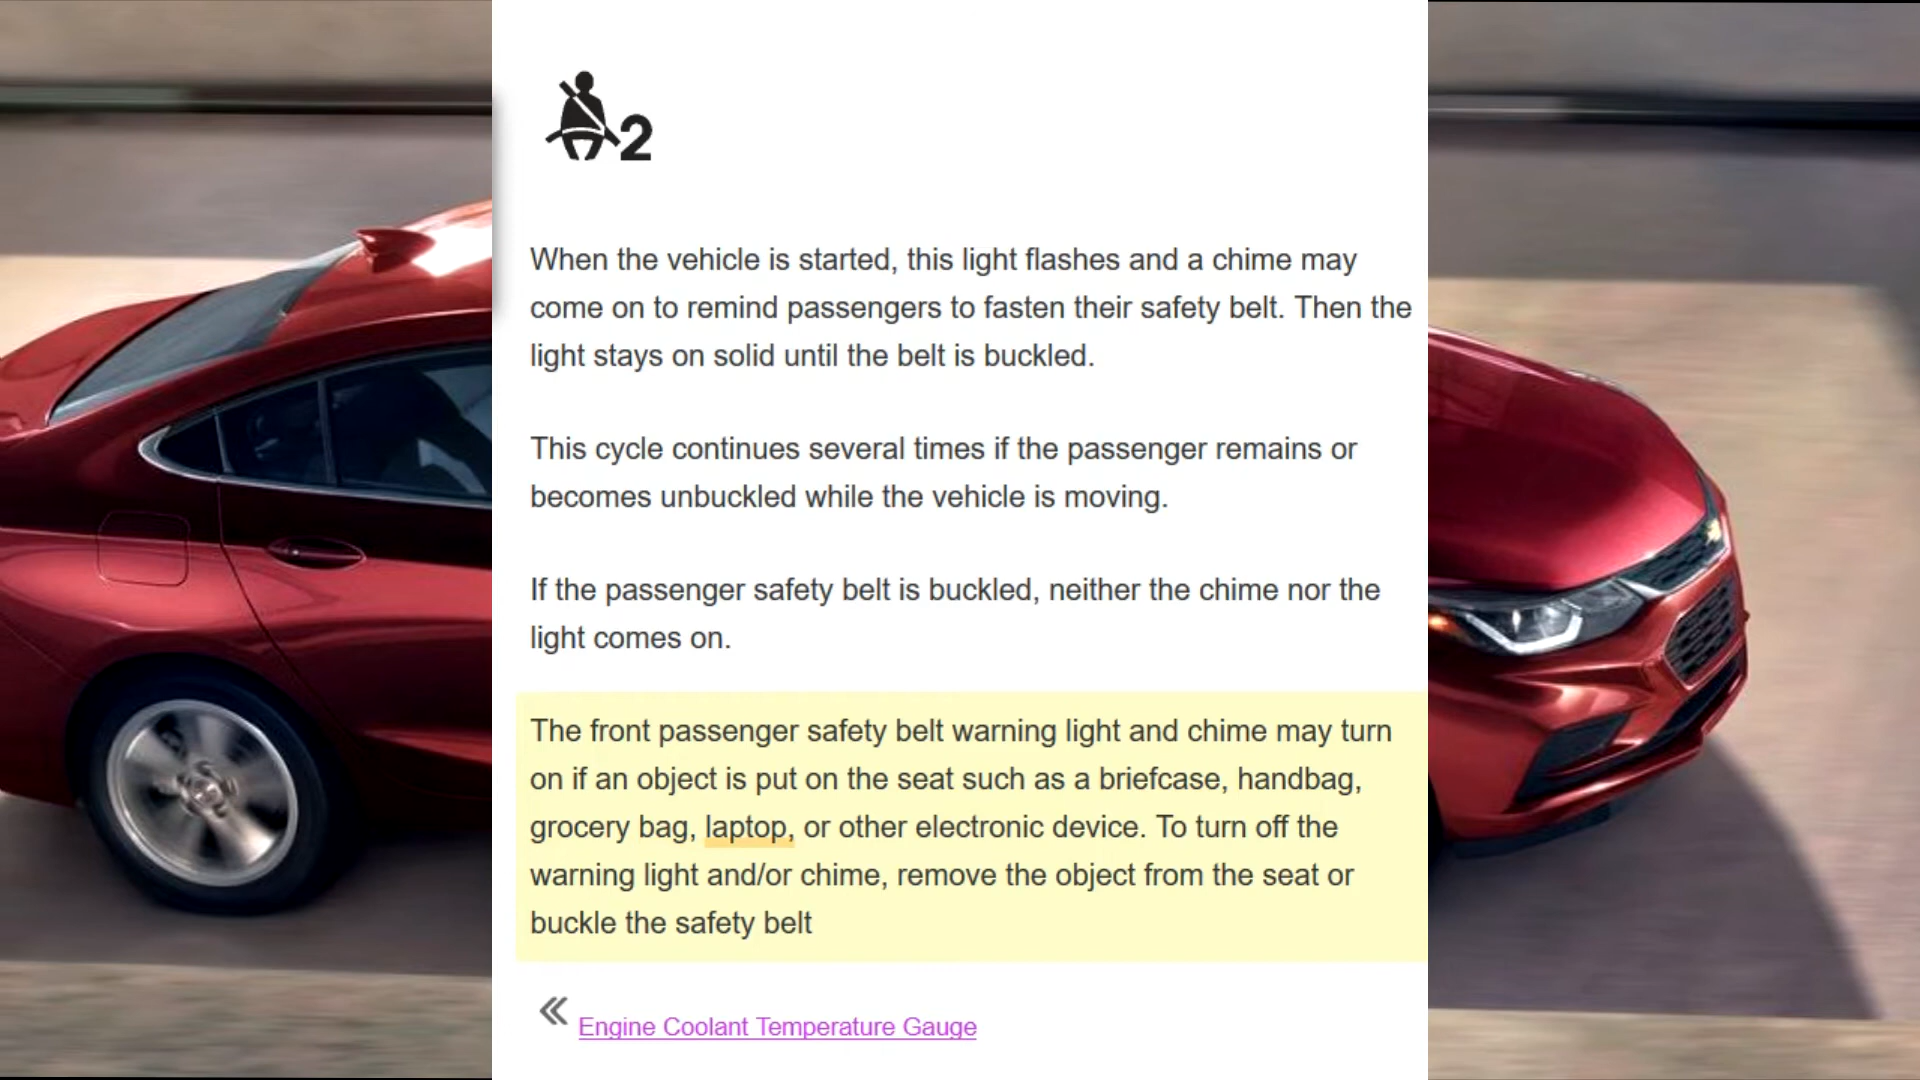 2
When the vehicle is started, this light flashes and a chime may
come on to remind passengers to fasten their safety belt. Then the
light stays on solid until the belt is buckled.
This cycle continues several times if the passenger remains or
becomes unbuckled while the vehicle is moving.
If the passenger safety belt is buckled, neither the chime nor the
light comes on.
The front passenger safety belt warning light and chime may turn
on if an object is put on the seat such as a briefcase, handbag,
grocery bag, laptop, or other electronic device. To turn off the
warning light and/or chime, remove the object from the seat or
buckle the safety belt
Engine Coolant Temperature Gauge